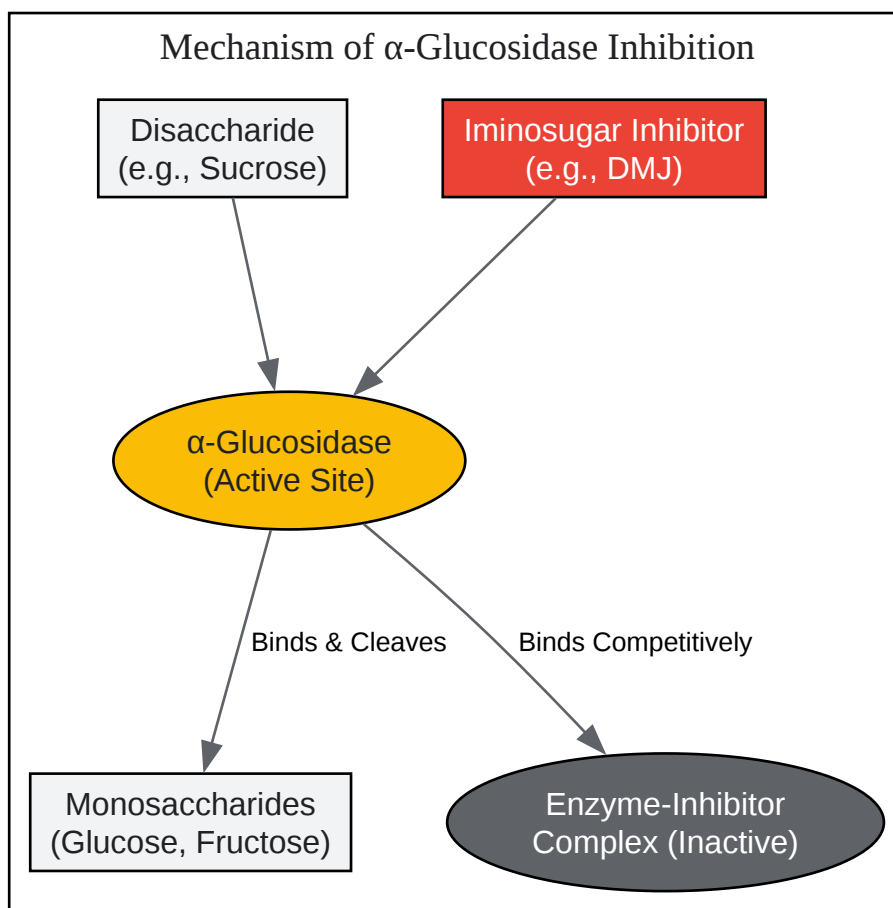 Mechanism of α-Glucosidase Inhibition
Disaccharide
(e.g., Sucrose)
Iminosugar Inhibitor
(e.g., DMJ)
α-Glucosidase
(Active Site)
Binds & Cleaves
Binds Competitively
Monosaccharides
(Glucose, Fructose)
Enzyme-Inhibitor
Complex (Inactive)